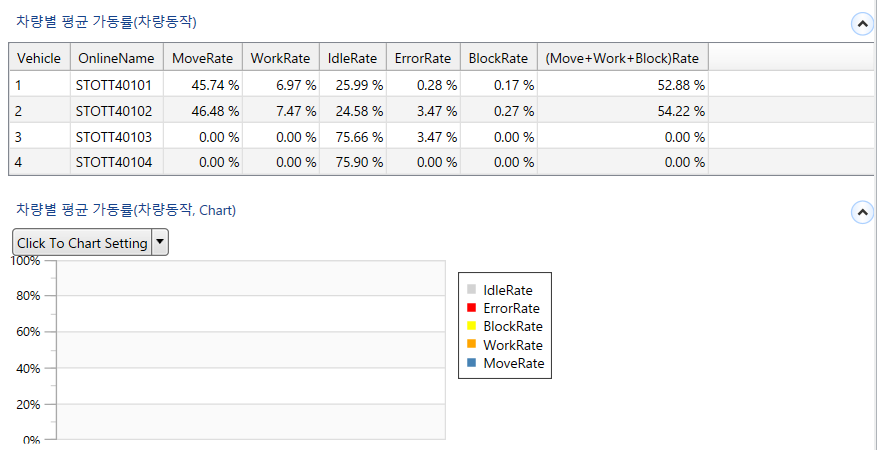 차량별 평균 가동률(차량동작)
Vehicle OnlineName MoveRate WorkRate IdleRate ErrorRate BlockRate (Move+Work+Block)Rate
1 STOTT40101 45.74 % 6.97 % 25.99 % 0.28 % 0.17 % 52.88 %
2 STOTT40102 46.48 % 7.47 % 24.58 % 3.47 % 0.27 % 54.22 %
3 STOTT40103 0.00 % 0.00 % 75.66 % 3.47 % 0.00 % 0.00 %
4 STOTT40104 0.00 % 0.00 % 75.90 % 0.00 % 0.00 % 0.00 %
차량별 평균 가동률(차량동작, Chart)
Click To Chart Setting
100%
80%
60%
40%
20%
0%
IdleRate
ErrorRate
BlockRate
WorkRate
MoveRate